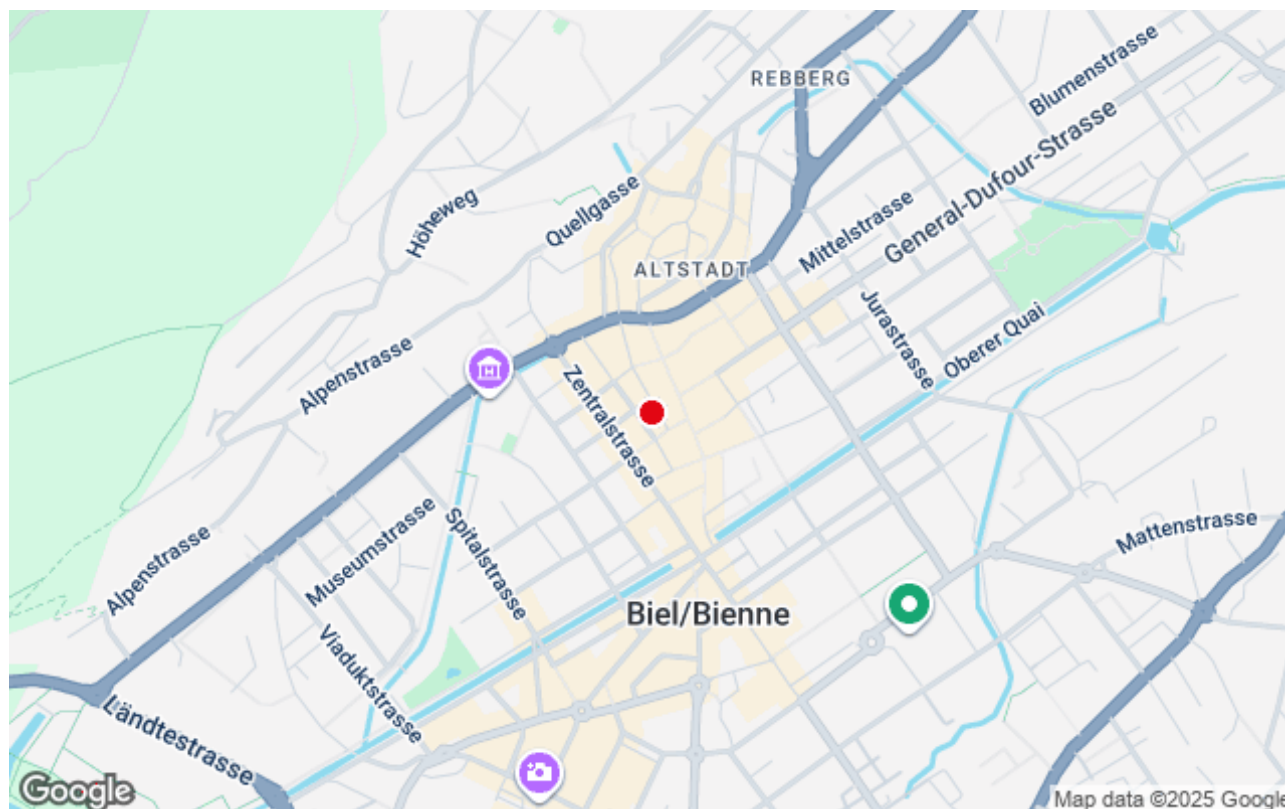 REBBERG
Blumenstrasse
General-Dufour-Strasse
Höheweg
Quellgasse
Mittelstrasse
ALTSTADT
Jurastrasse
Oberer Quai
Alpenstrasse
Zentralstrasse
Mattenstrasse
Alpenstrasse
Museumstrasse
Spitalstrasse
Biel/Bienne
Viaduktstrasse
Ländtestrasse
Google
Map data ©2025 Google